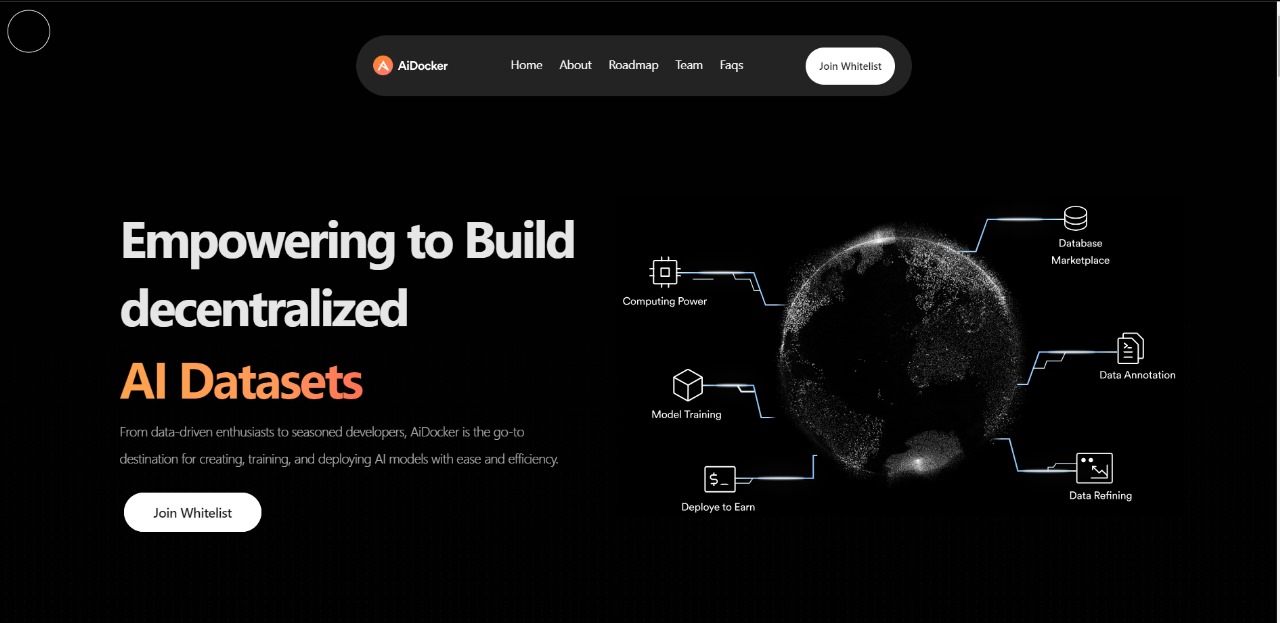 AiDocker
Home About Roadmap Team Faqs
Join Whitelist
Empowering to Build
decentralized
AI Datasets
From data-driven enthusiasts to seasoned developers, AiDocker is the go-to
destination for creating, training, and deploying AI models with ease and efficiency.
Join Whitelist
Database
Marketplace
Computing Power
Data Annotation
Model Training
Data Refining
$_
Deploye to Earn